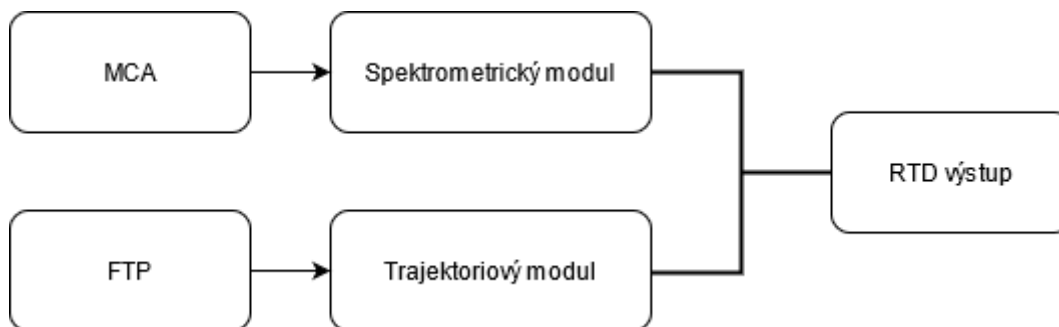 MCA
Spektrometrický modul
RTD výstup
FTP
Trajektoriový modul